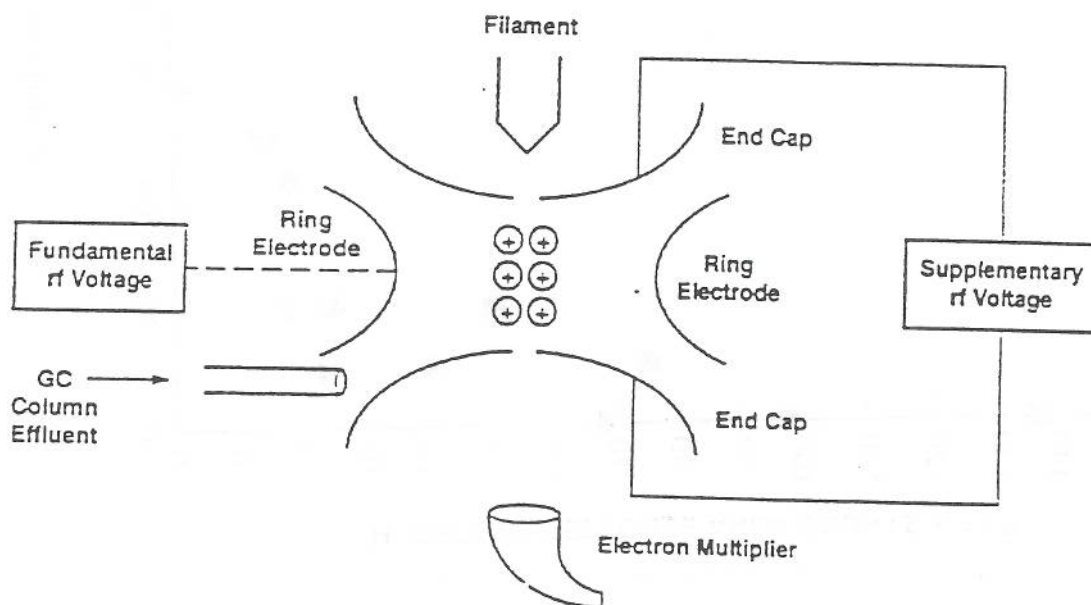 Filament
End Cap
Ring
Electrode
Fundamental
rf Voltage
Ring
Electrode
Supplementary
rf Voltage
GC
Column
Effluent
End Cap
Electron Multiplier